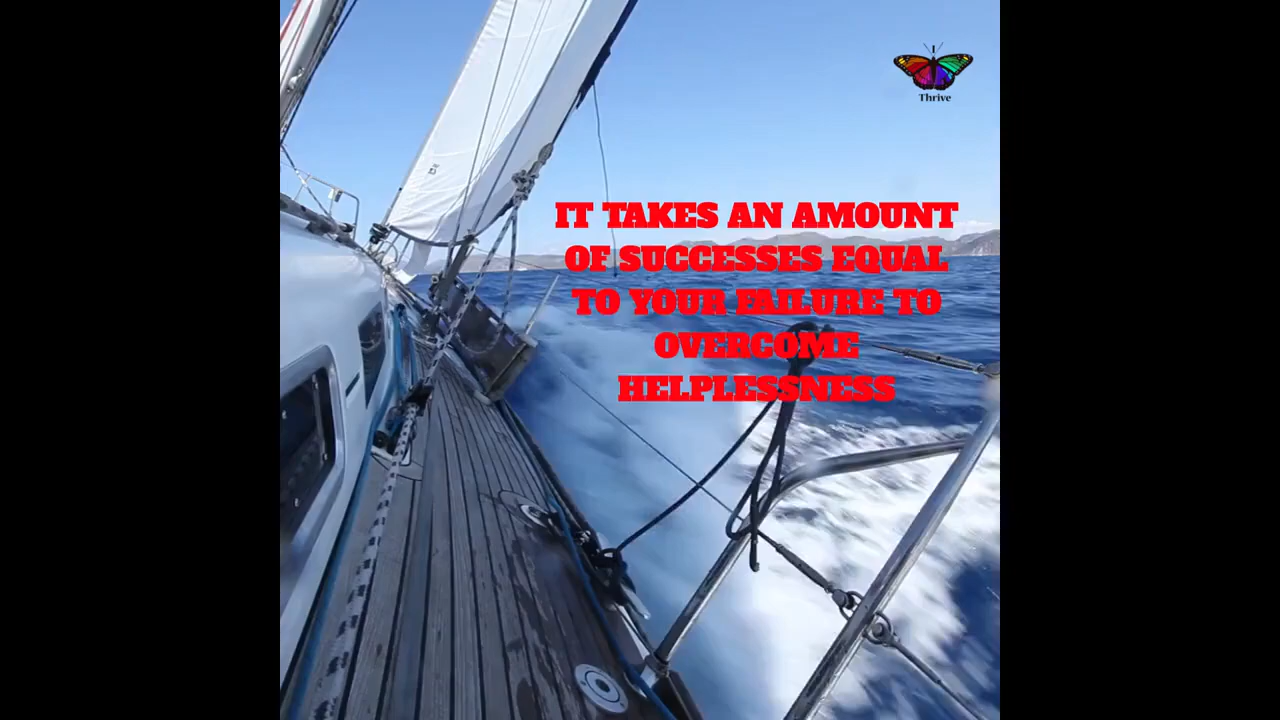 Thrive
IT TAKES AN AMOUNT
OF SUCCESSES EQUAL
TO YOUR FAILURE TO
OVERCOME
HELPLESSNESS